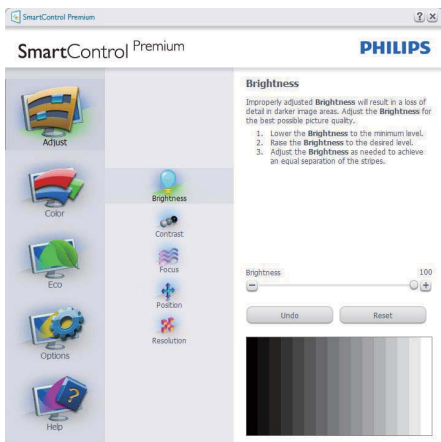 SmartControl Premium
SmartControl Premium
PHILIPS
Adjust
Color
Eco
Options
Help
Brightness
Contrast
Focus
Position
Resolution
Brightness
Improperly adjusted Brightness will result in a loss of
detail in darker image areas. Adjust the Brightness for
the best possible picture quality.
1. Lower the Brightness to the minimum level.
2. Raise the Brightness to the desired level.
3. Adjust the Brightness as needed to achieve
an equal separation of the stripes.
Brightness 100
Undo Reset